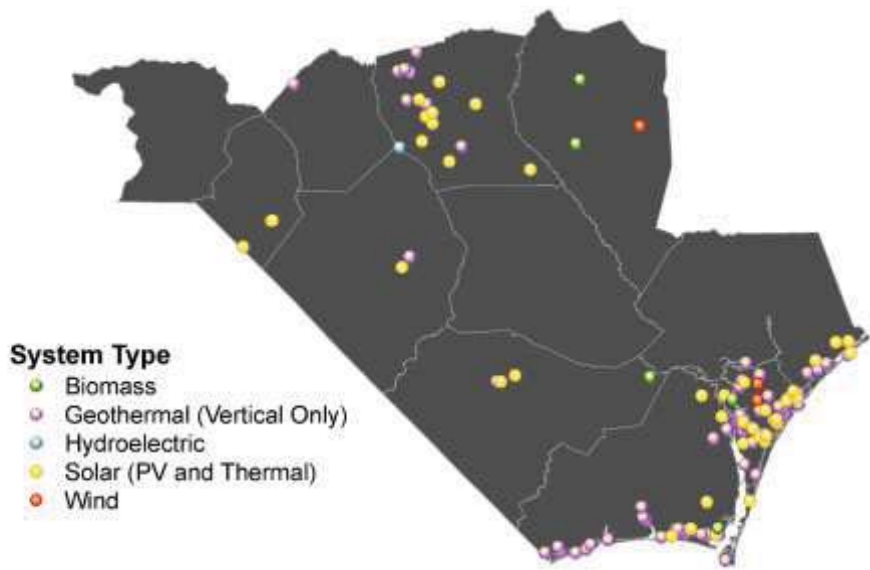 System Type
Biomass
Geothermal (Vertical Only)
Hydroelectric
Solar (PV and Thermal)
Wind